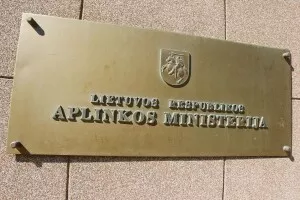 LIETUVOS RESPUBLIKOS
APLINKOS MINISTERIJA